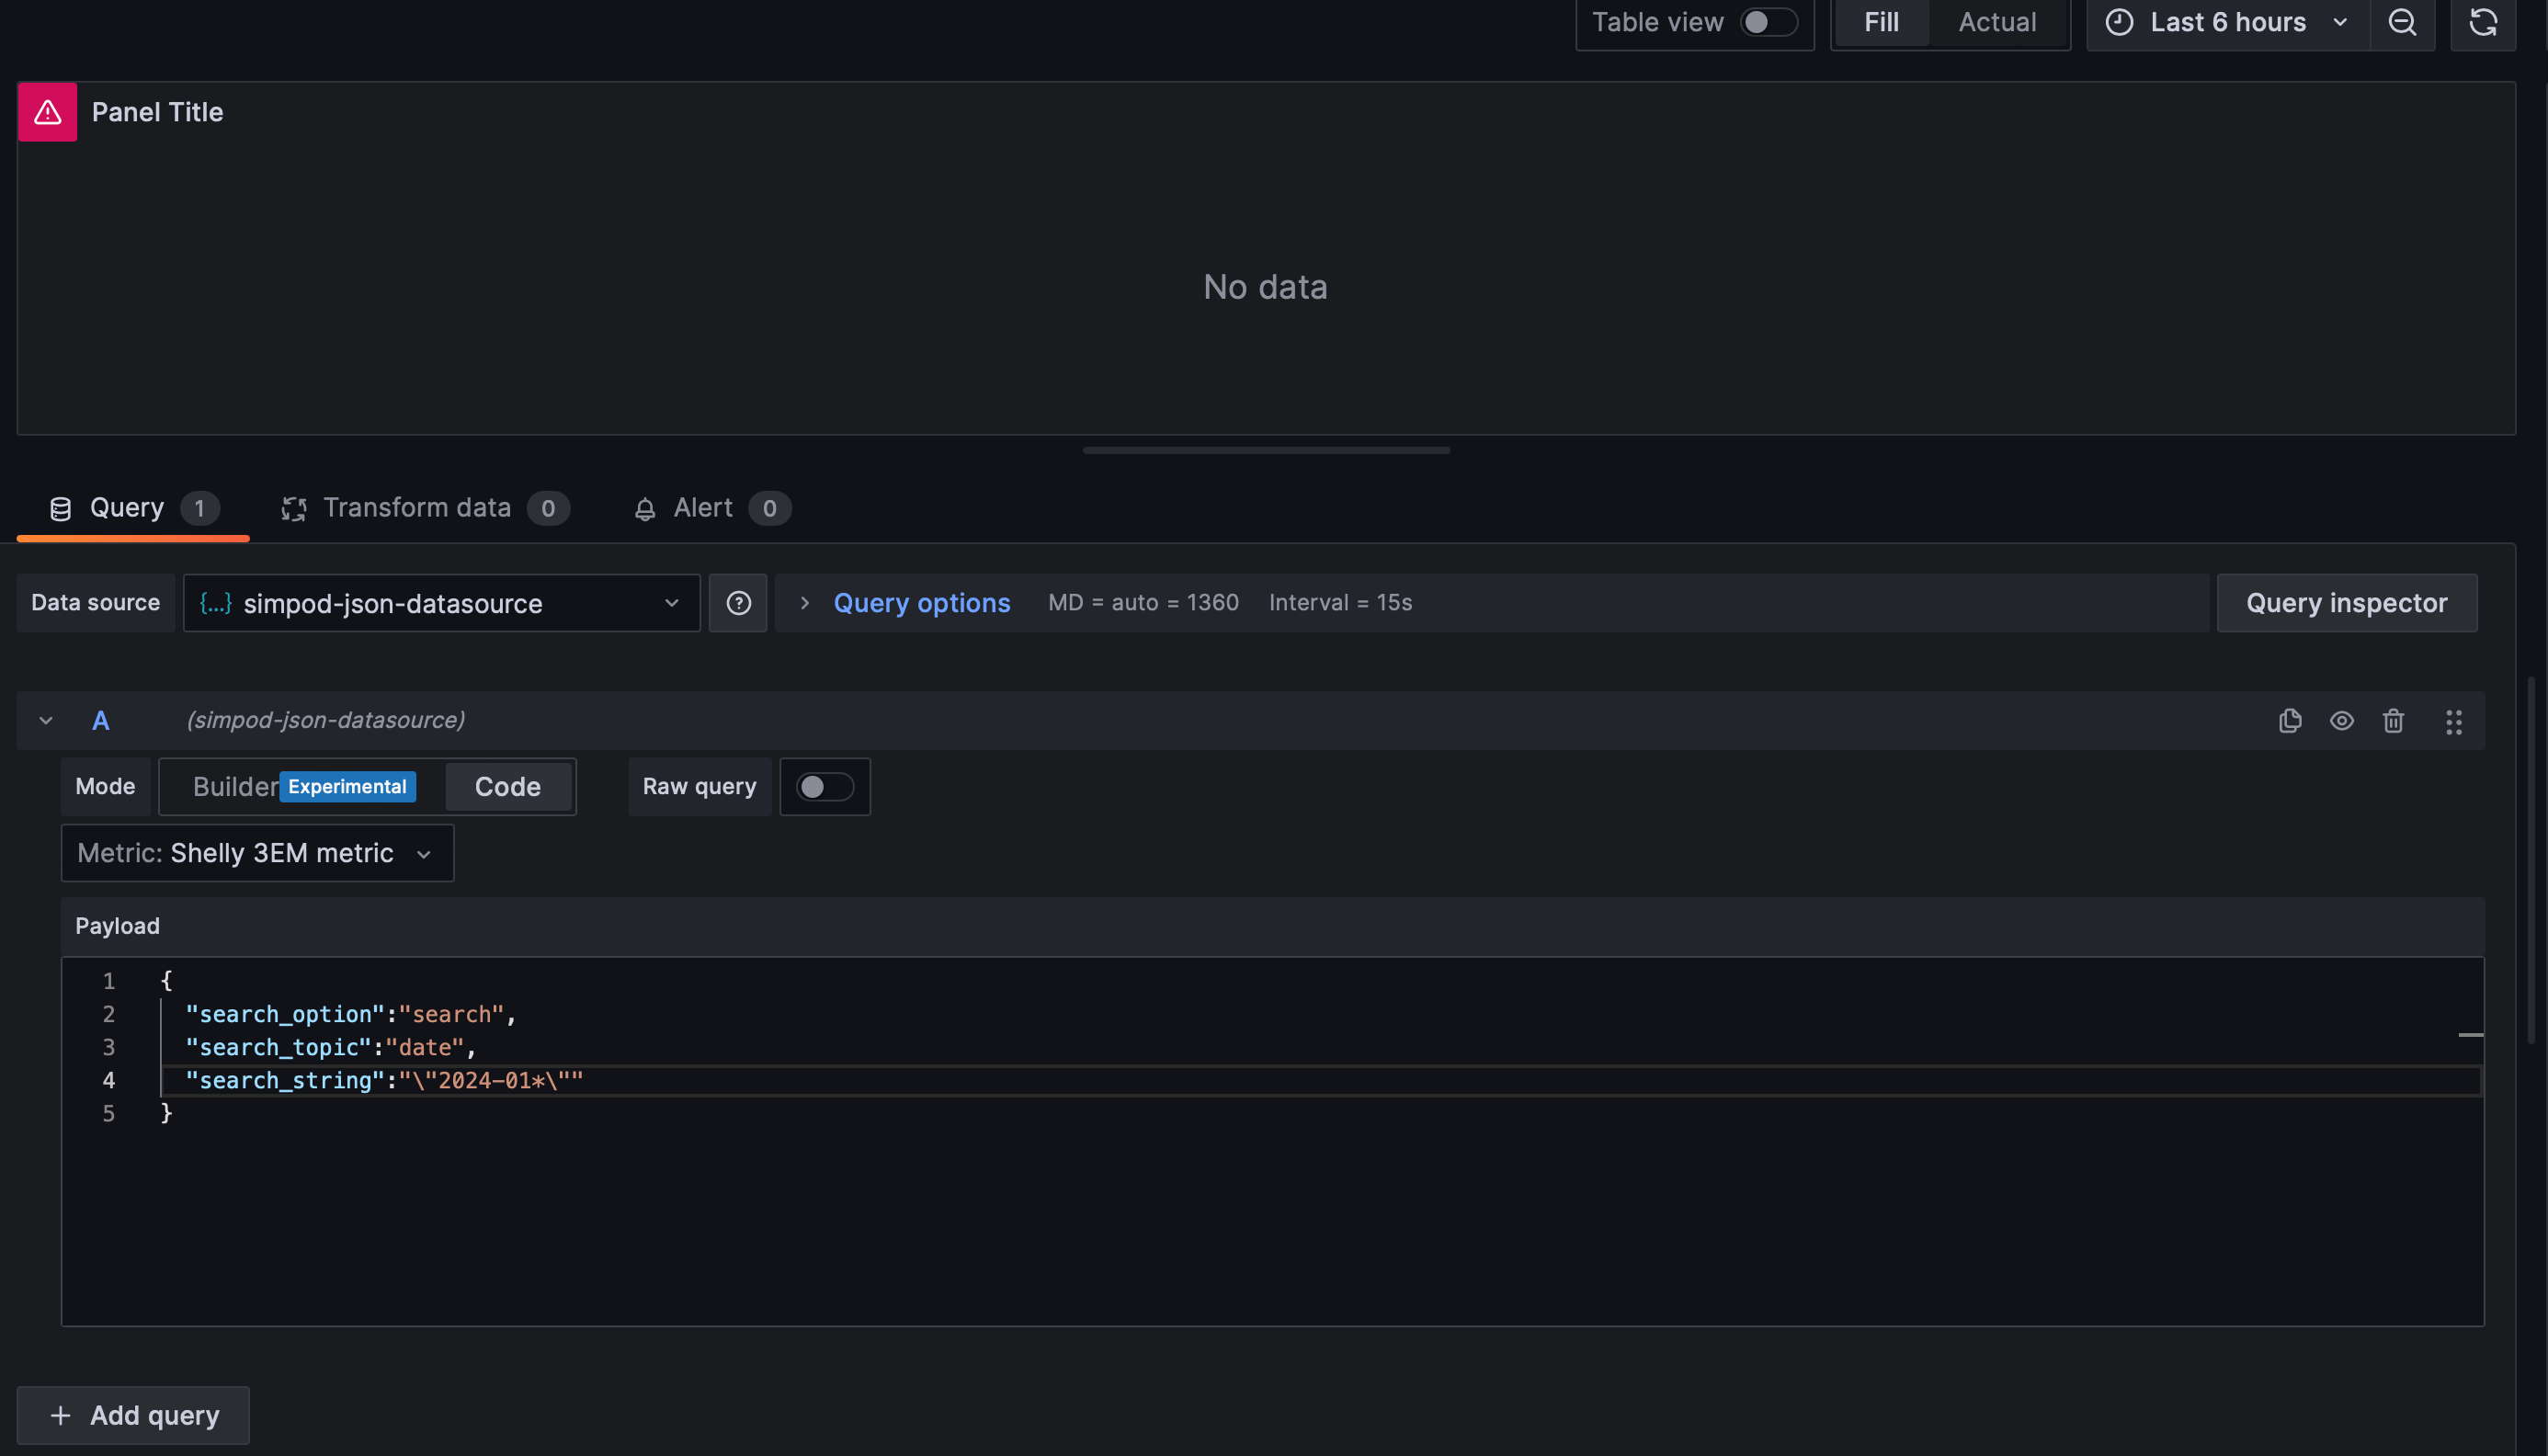 Table view Fill Actual Last 6 hours
Panel Title
No data
Query 1 Transform data 0 Alert 0
Data source {...} simpod-json-datasource Query options MD = auto = 1360 Interval = 15s Query inspector
A (simpod-json-datasource)
Mode Builder Experimental Code Raw query
Metric: Shelly 3EM metric
Payload
1 {
2 "search_option":"search",
3 "search_topic":"date",
4 "search_string":"\"2024-01*\""
5 }
+ Add query